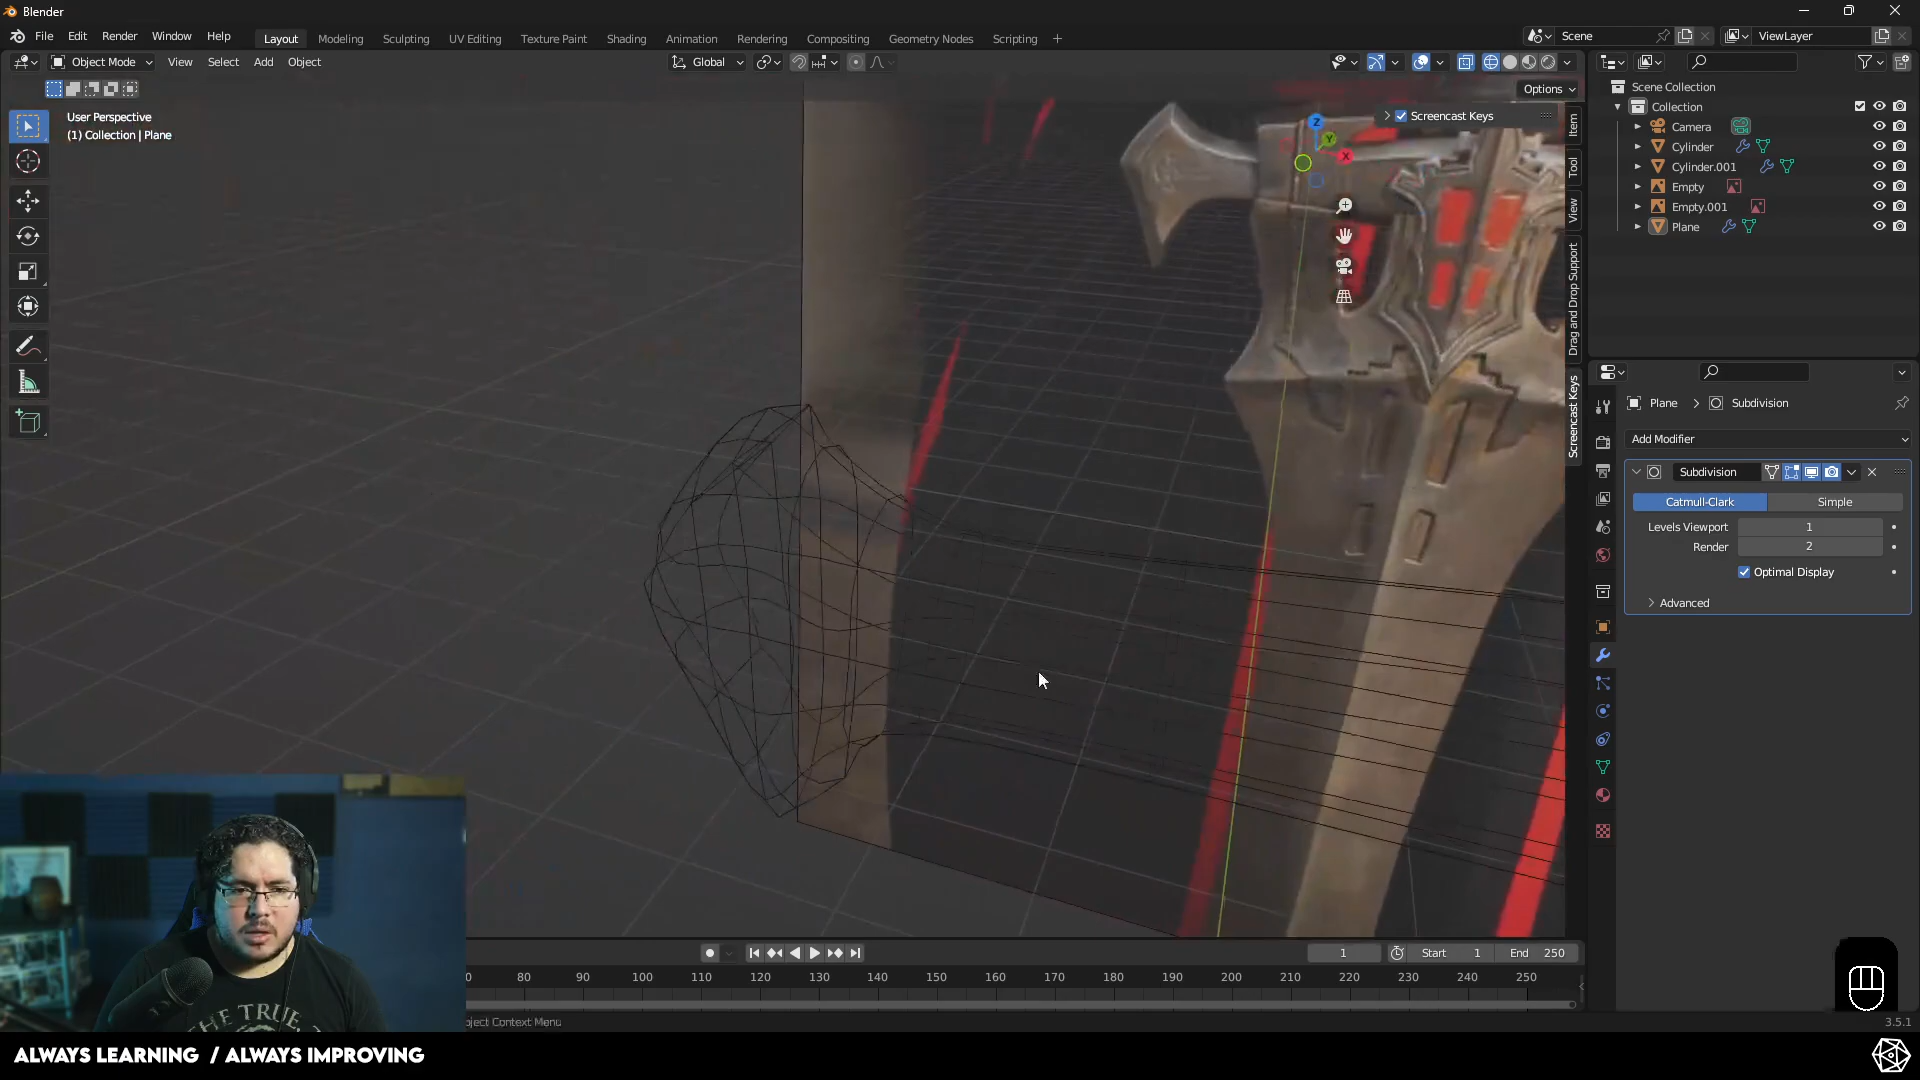 Blender
File Edit Render Window Help
Layout Modeling Sculpting UV Editing Texture Paint Shading Animation Rendering Compositing Geometry Nodes Scripting +
Scene
ViewLayer
Object Mode View Select Add Object
Global
Options
User Perspective
(1) Collection | Plane
Screencast Keys
Z
Y
X
Item
Tool
View
Drag and Drop Support
Screencast Keys
Scene Collection
Collection
Camera
Cylinder
Cylinder.001
Empty
Empty.001
Plane
Plane > Subdivision
Add Modifier
Subdivision
Catmull-Clark Simple
Levels Viewport 1
Render 2
Optimal Display
Advanced
1 Start 1 End 250
80 90 100 110 120 130 140 150 160 170 180 190 200 210 220 230 240 250
THE TRUE
oject Context Menu
3.5.1
ALWAYS LEARNING / ALWAYS IMPROVING